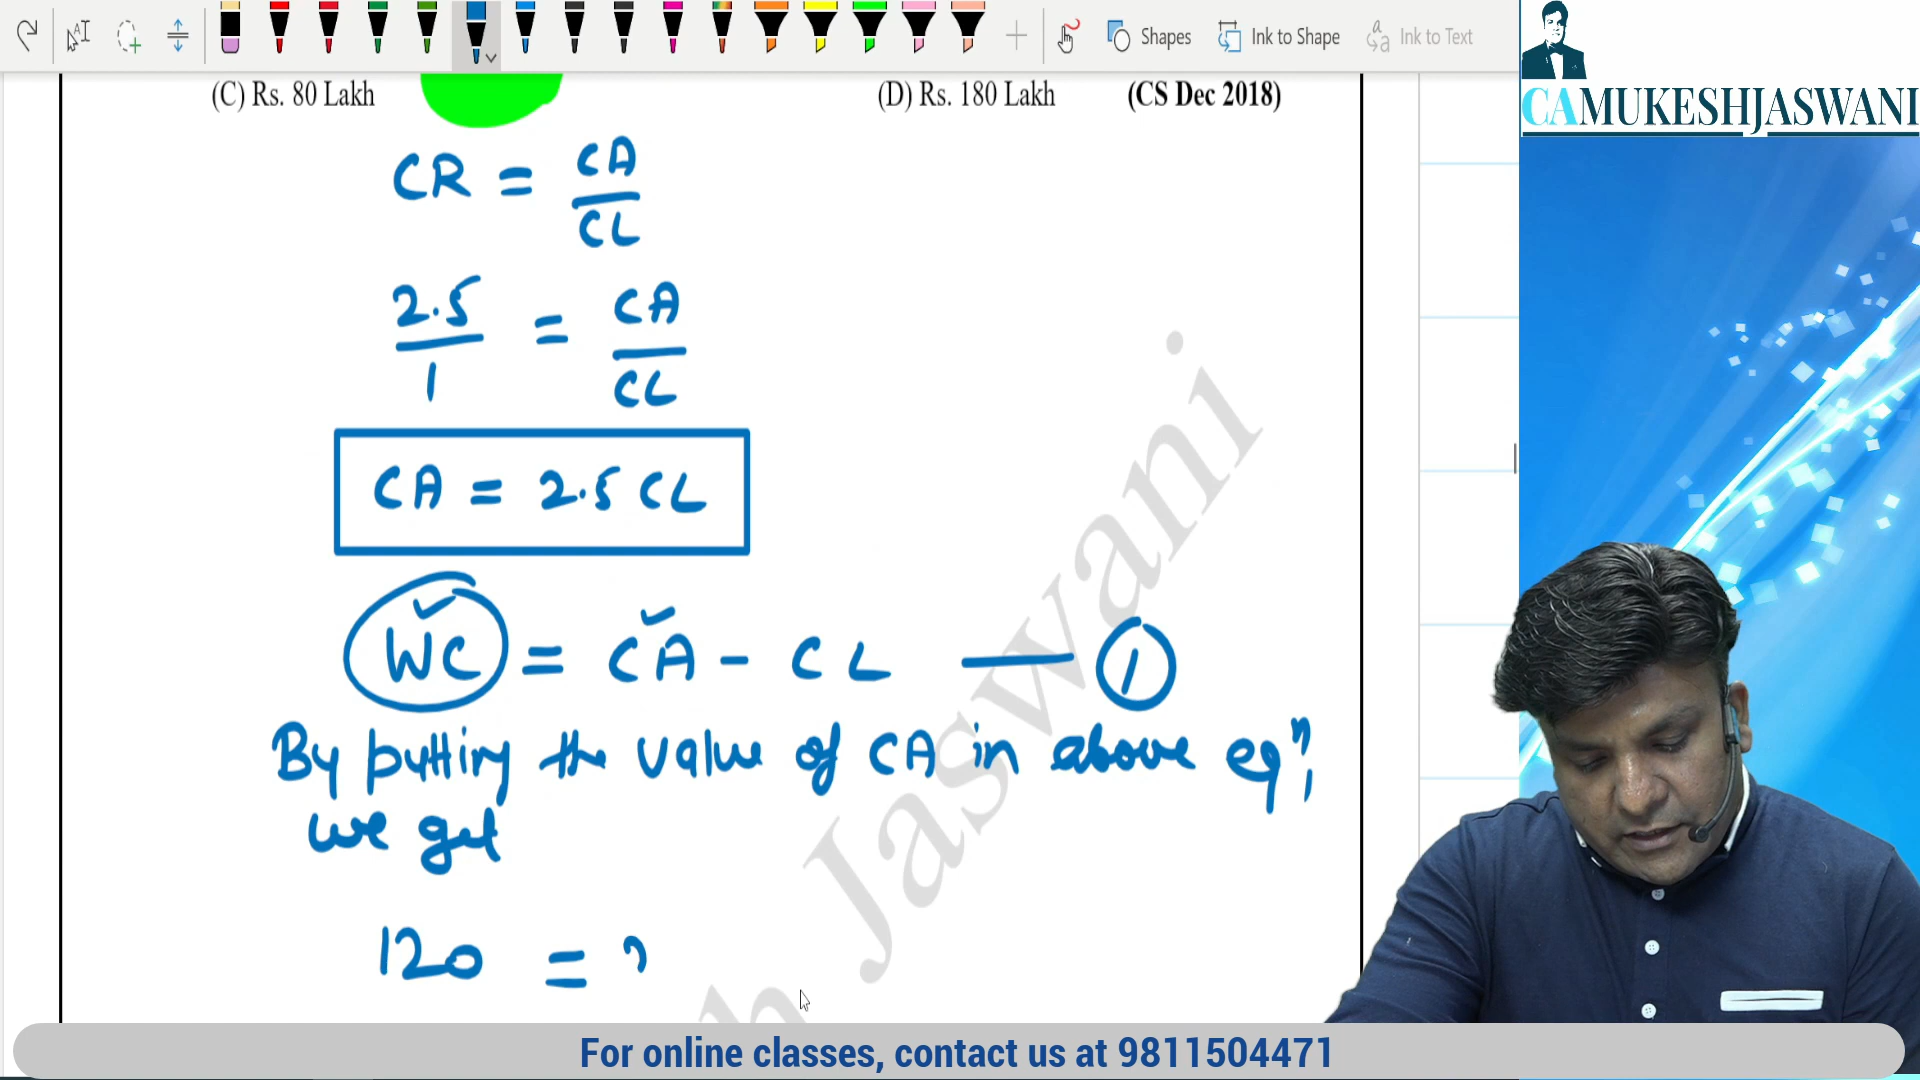 Shapes Ink to Shape Ink to Text
CAMUKESHJASWANI
(C) Rs. 80 Lakh (D) Rs. 180 Lakh (CS Dec 2018)
CR = CA
CL
2.5 = CA
1 CL
CA = 2.5 CL
WC = CA - CL — 1
By putting the value of CA in above eqn,
we get
120 = 2
h Jaswani
For online classes, contact us at 9811504471